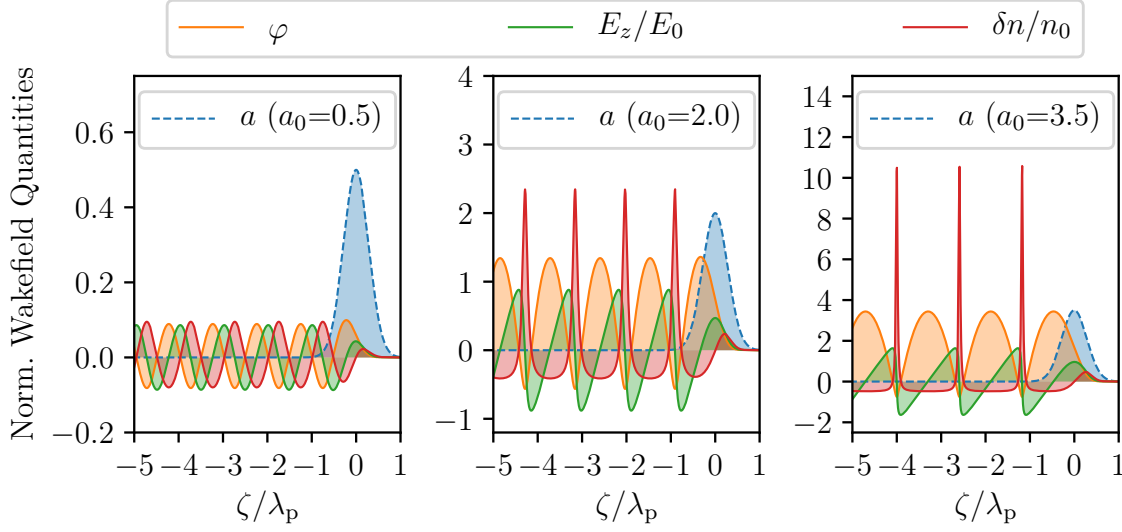 φ E_z/E_0 δn/n_0
Norm. Wakefield Quantities
a (a_0=0.5)
0.6
0.4
0.2
0.0
−0.2
−5 −4 −3 −2 −1 0 1
ζ/λ_p
a (a_0=2.0)
4
3
2
1
0
−1
−5 −4 −3 −2 −1 0 1
ζ/λ_p
a (a_0=3.5)
14
12
10
8
6
4
2
0
−2
−5 −4 −3 −2 −1 0 1
ζ/λ_p